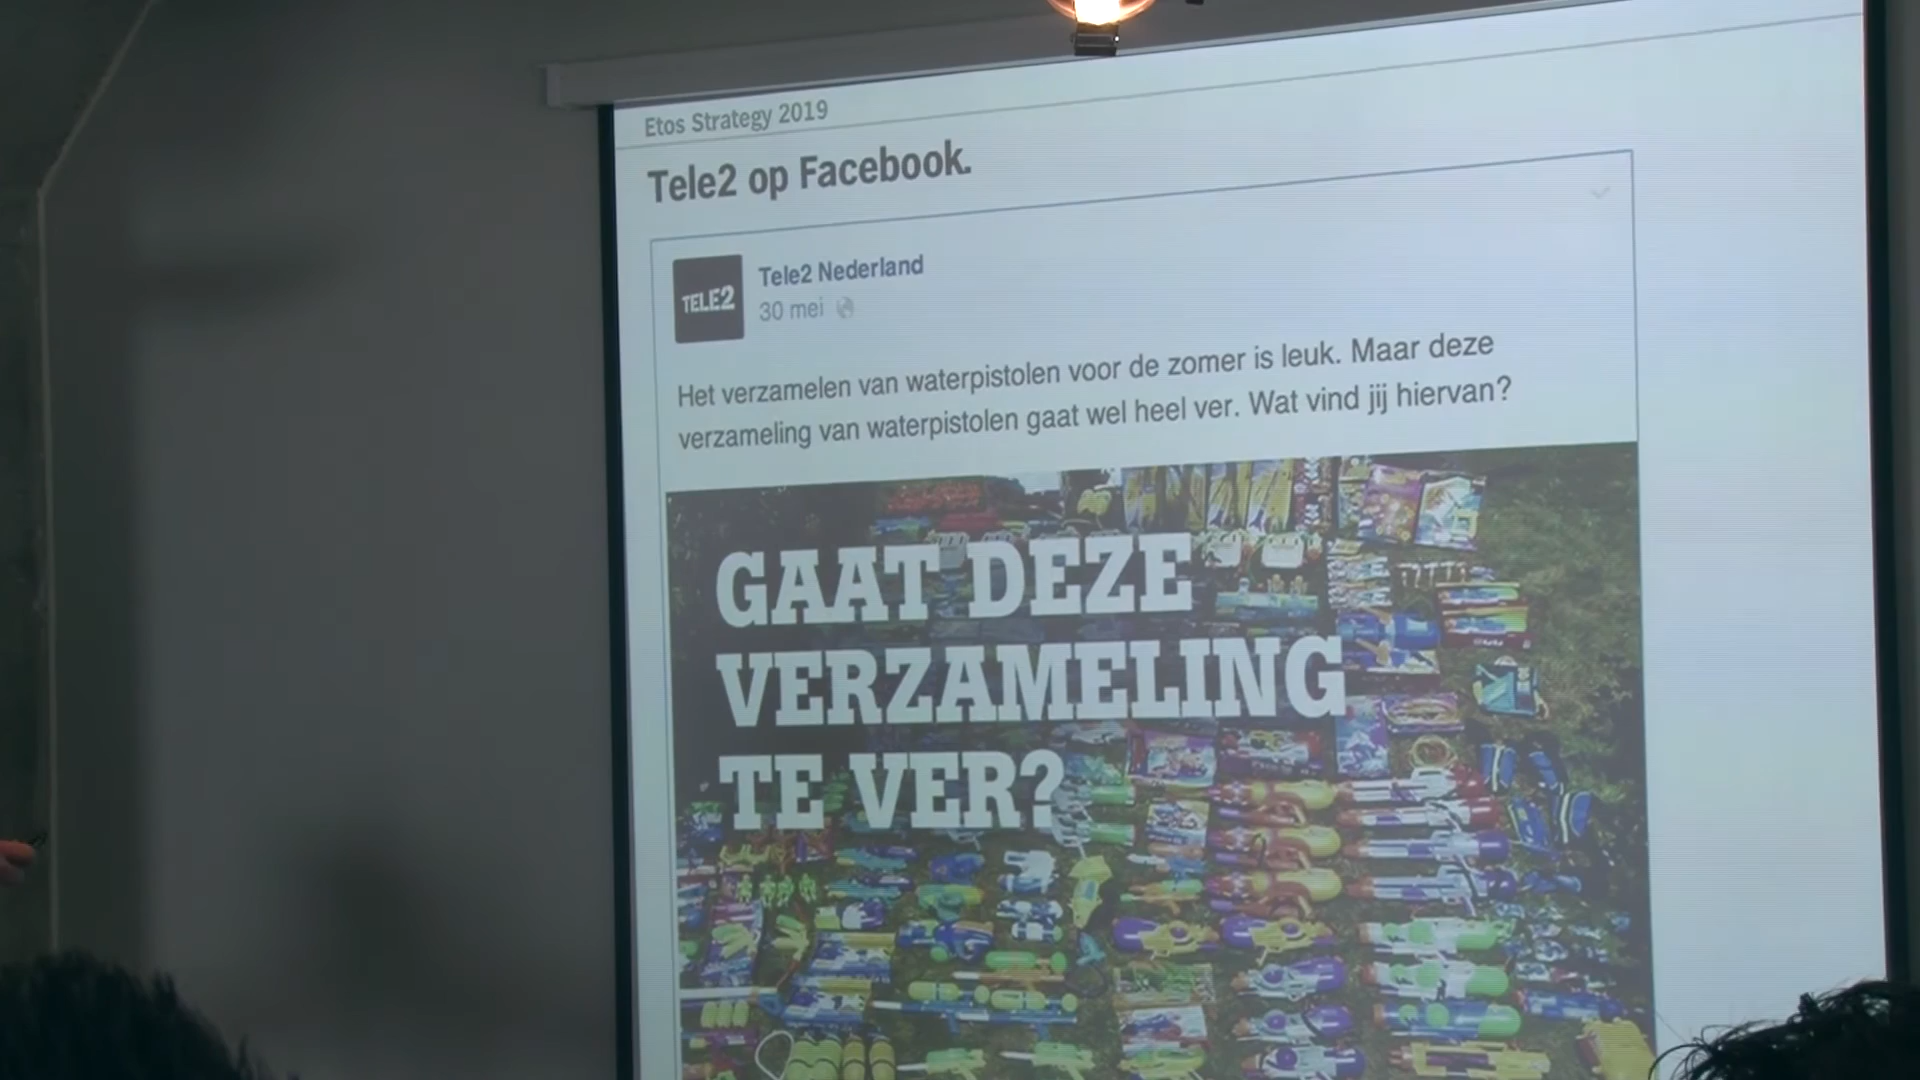 Etos Strategy 2019
Tele2 op Facebook.
TELE2
Tele2 Nederland
30 mei
Het verzamelen van waterpistolen voor de zomer is leuk. Maar deze
verzameling van waterpistolen gaat wel heel ver. Wat vind jij hiervan?
GAAT DEZE
VERZAMELING
TE VER?